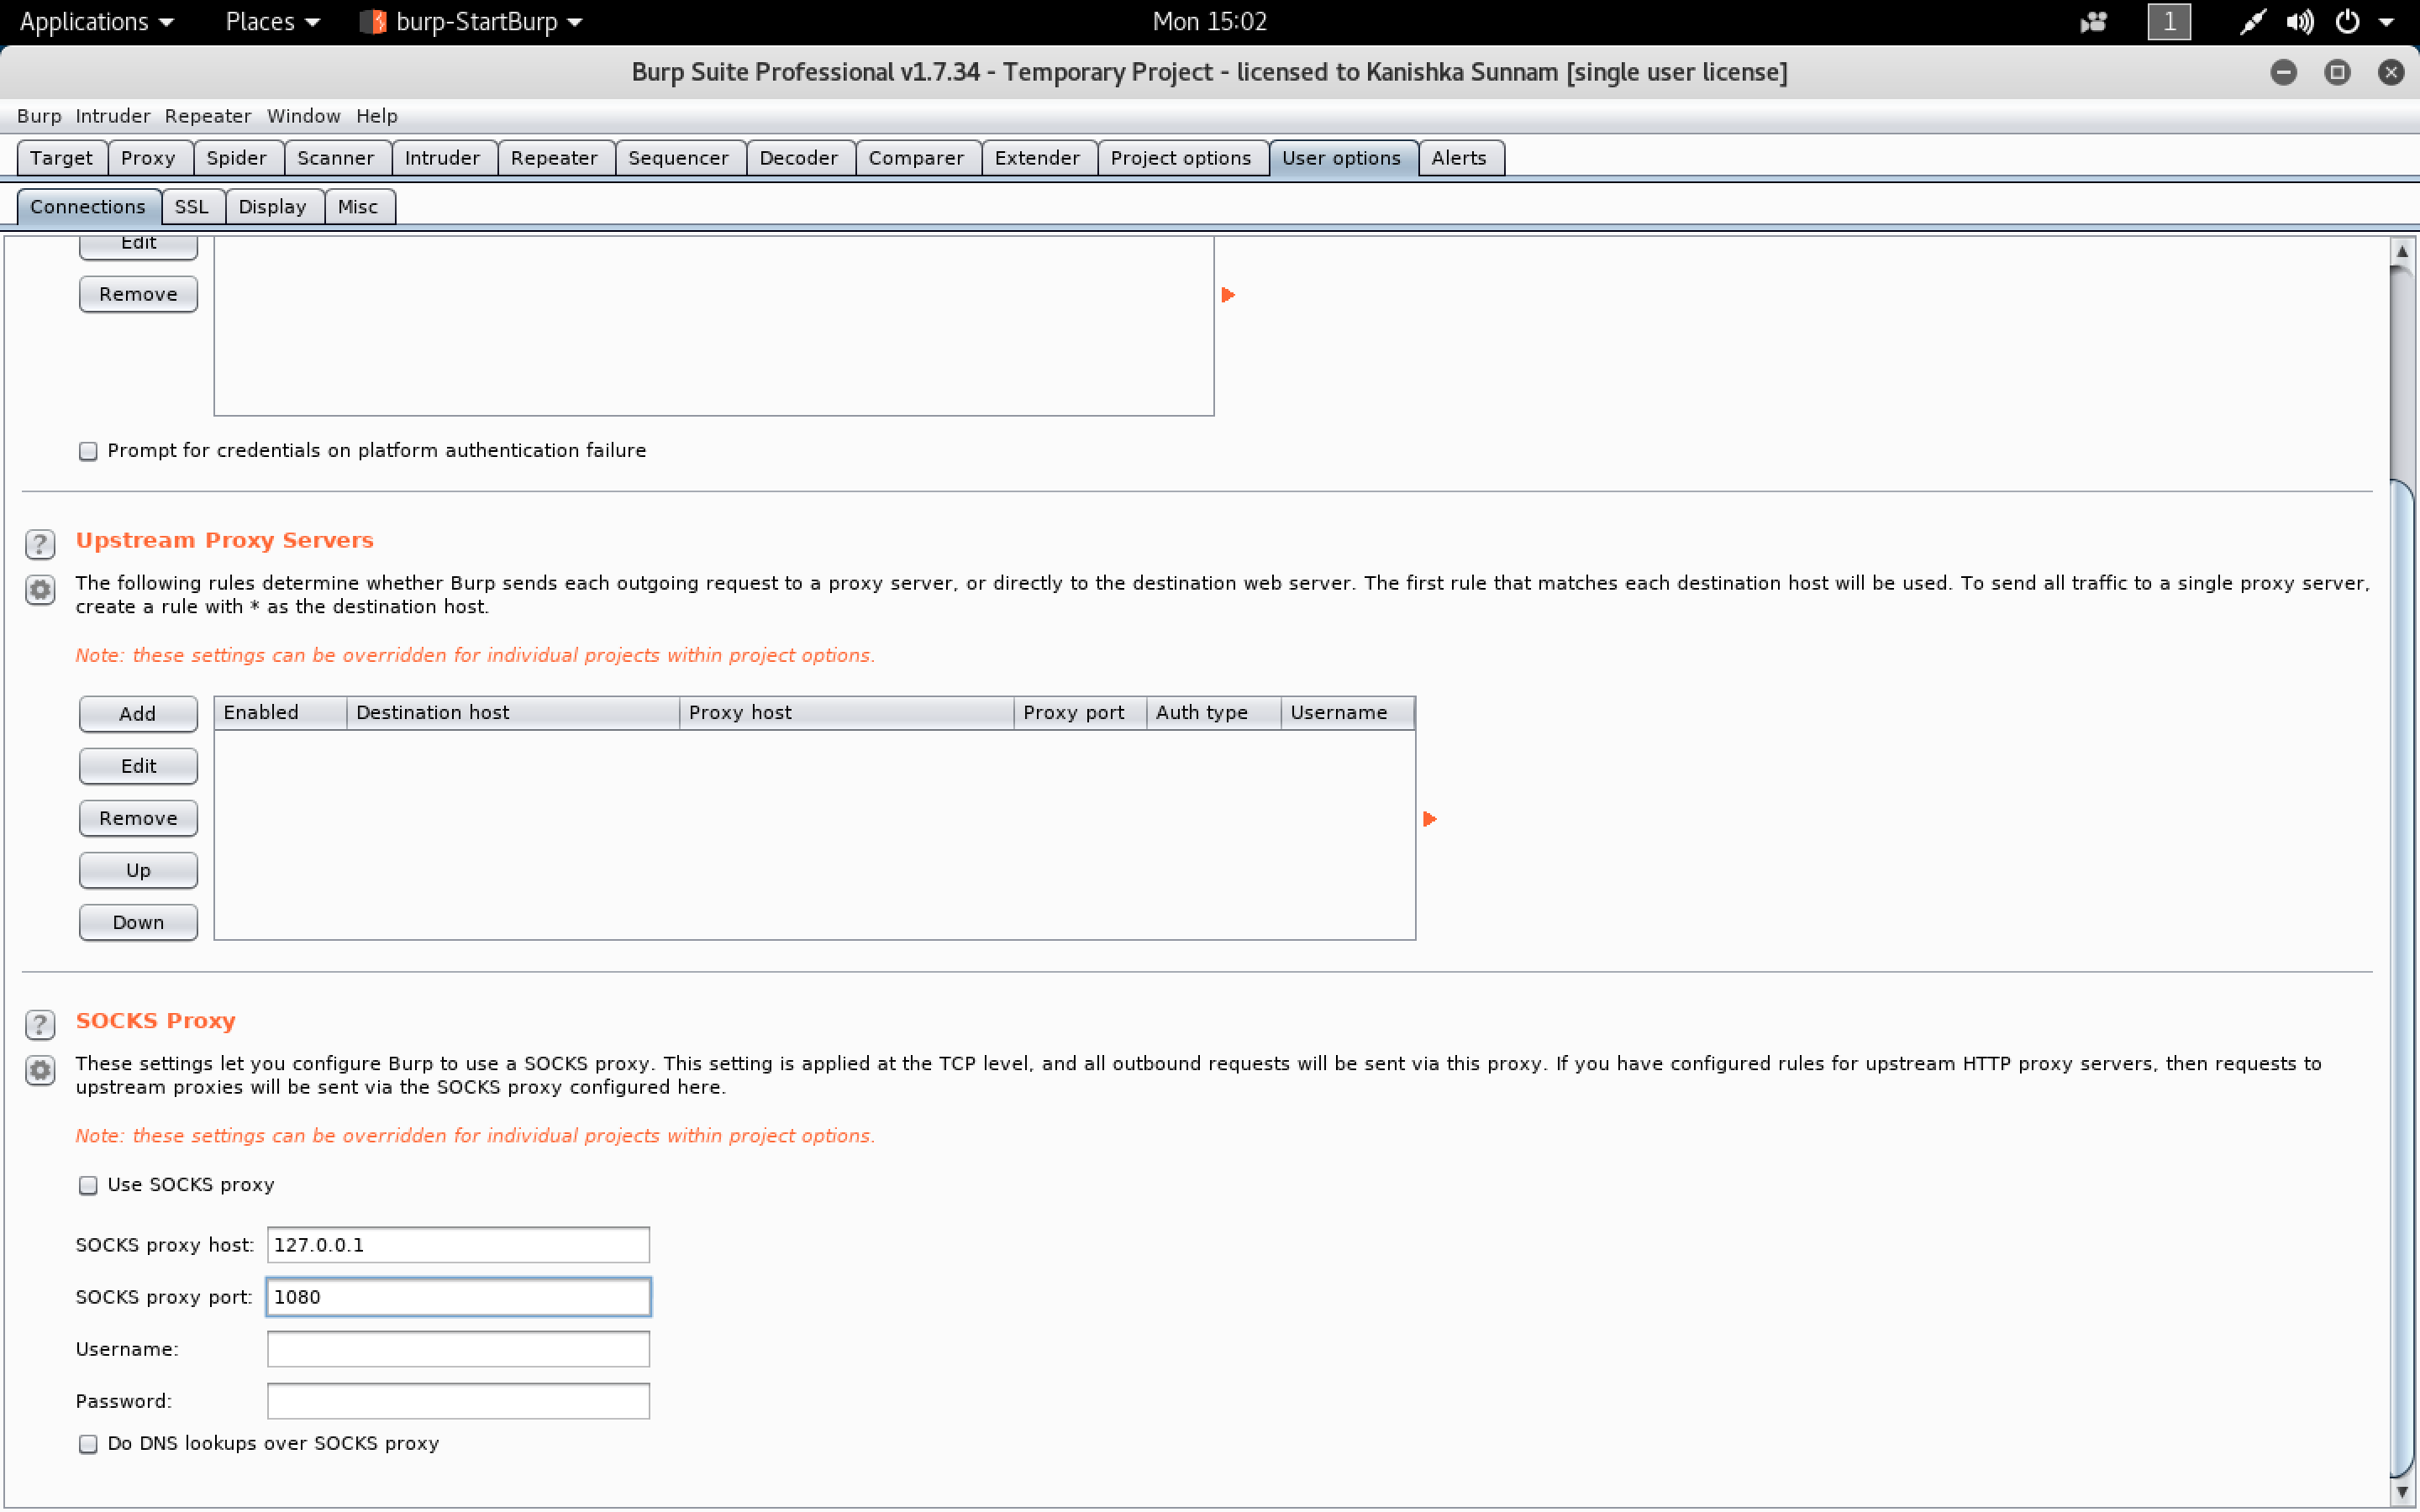 Applications Places burp-StartBurp Mon 15:02 1
Burp Suite Professional v1.7.34 - Temporary Project - licensed to Kanishka Sunnam [single user license]
Burp Intruder Repeater Window Help
Target Proxy Spider Scanner Intruder Repeater Sequencer Decoder Comparer Extender Project options User options Alerts
Connections SSL Display Misc
Edit
Remove
Prompt for credentials on platform authentication failure
? Upstream Proxy Servers
The following rules determine whether Burp sends each outgoing request to a proxy server, or directly to the destination web server. The first rule that matches each destination host will be used. To send all traffic to a single proxy server,
create a rule with * as the destination host.
Note: these settings can be overridden for individual projects within project options.
Add Enabled Destination host Proxy host Proxy port Auth type Username
Edit
Remove
Up
Down
? SOCKS Proxy
These settings let you configure Burp to use a SOCKS proxy. This setting is applied at the TCP level, and all outbound requests will be sent via this proxy. If you have configured rules for upstream HTTP proxy servers, then requests to
upstream proxies will be sent via the SOCKS proxy configured here.
Note: these settings can be overridden for individual projects within project options.
Use SOCKS proxy
SOCKS proxy host: 127.0.0.1
SOCKS proxy port: 1080
Username:
Password:
Do DNS lookups over SOCKS proxy